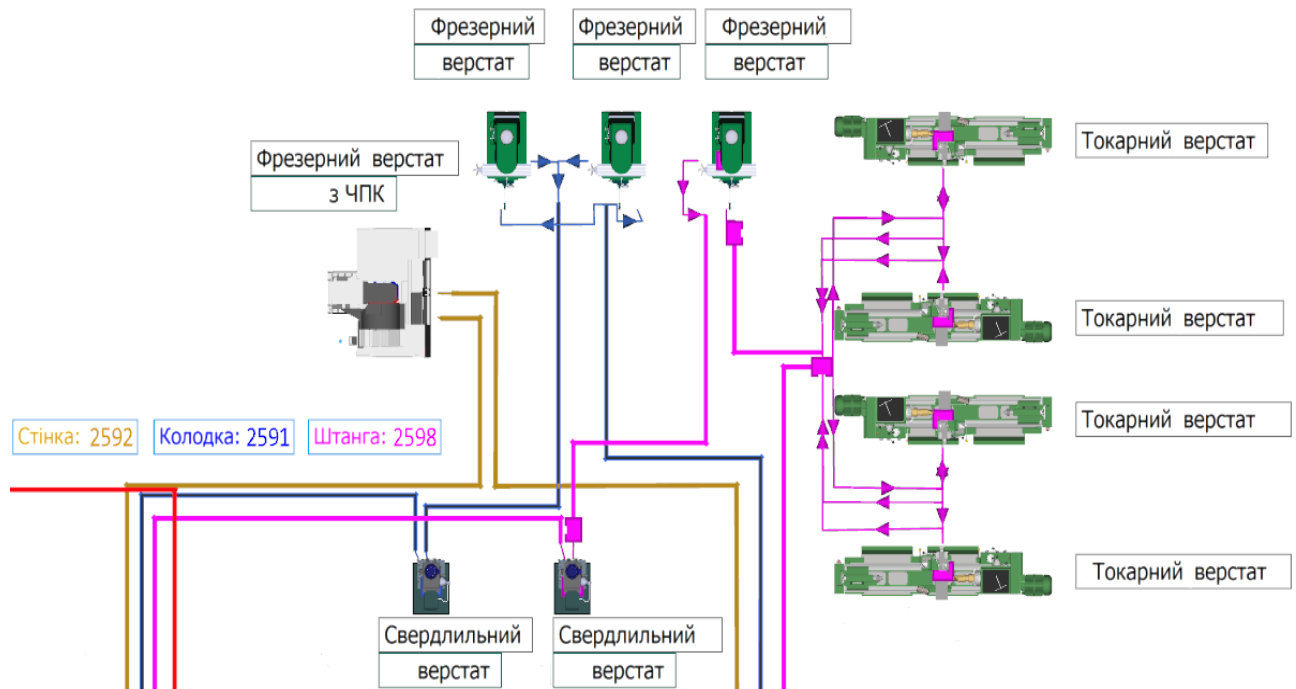 Фрезерний
верстат
Фрезерний
верстат
Фрезерний
верстат
Токарний верстат
Фрезерний верстат
з ЧПК
Токарний верстат
Токарний верстат
Стінка: 2592
Колодка: 2591
Штанга: 2598
Токарний верстат
Свердлильний
верстат
Свердлильний
верстат